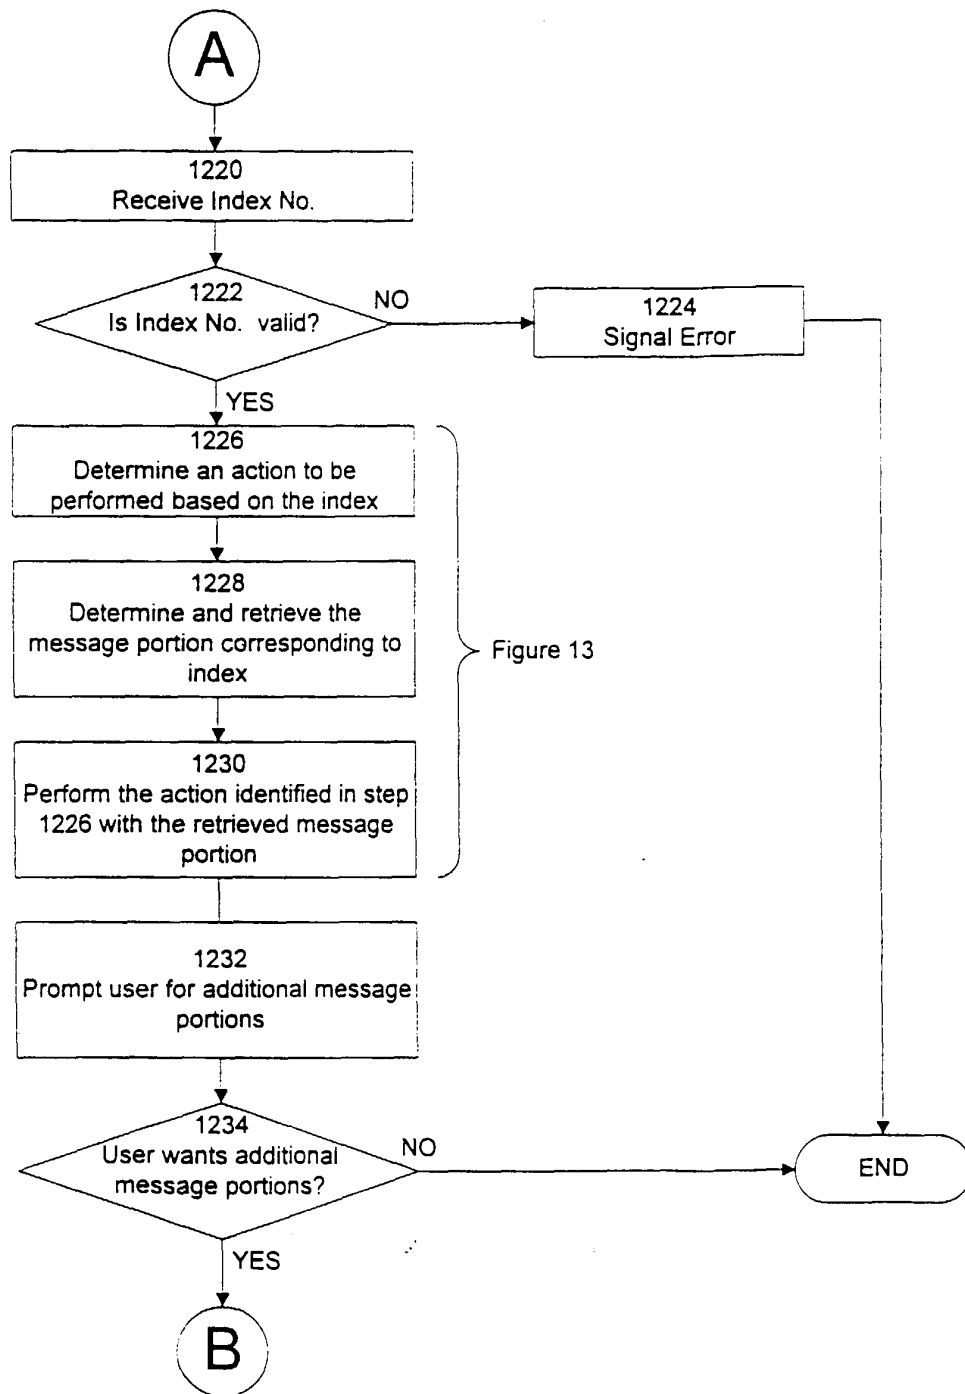 A
1220
Receive Index No.
1222
Is Index No. valid?
NO
1224
Signal Error
YES
1226
Determine an action to be
performed based on the index
1228
Determine and retrieve the
message portion corresponding to
index
Figure 13
1230
Perform the action identified in step
1226 with the retrieved message
portion
1232
Prompt user for additional message
portions
1234
User wants additional
message portions?
NO
END
YES
B